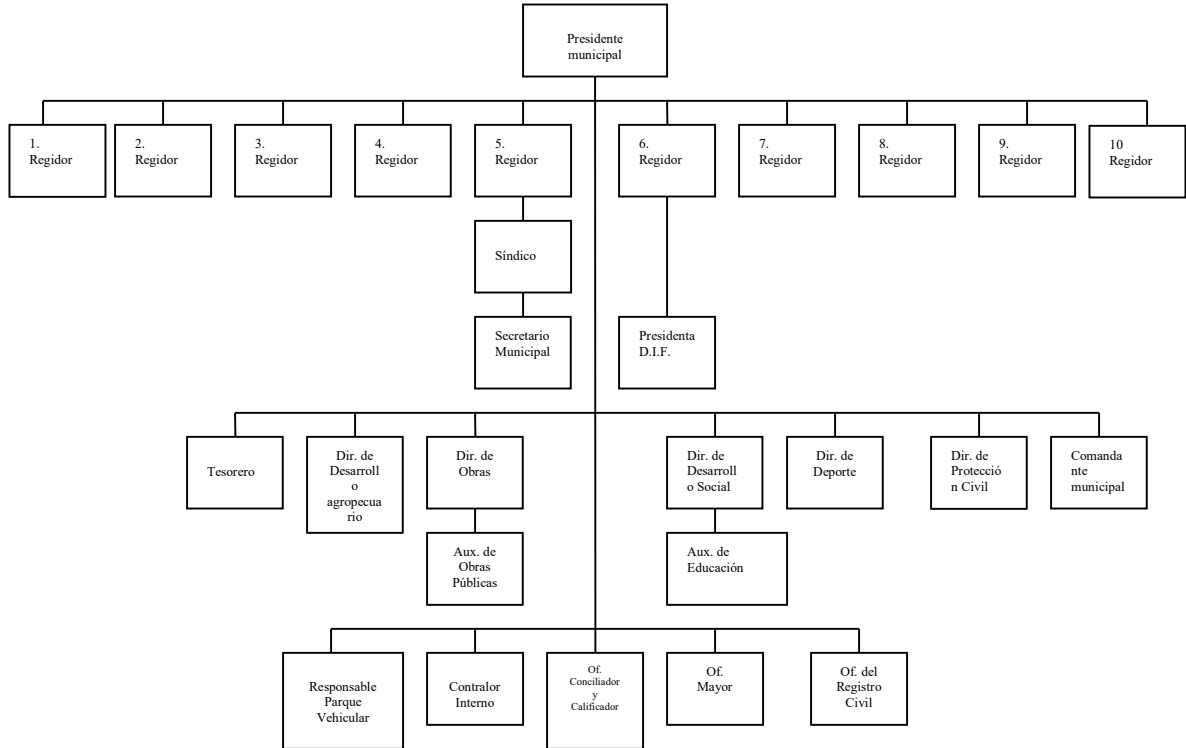 Presidente
municipal
1.
Regidor
2.
Regidor
3.
Regidor
4.
Regidor
5.
Regidor
6.
Regidor
7.
Regidor
8.
Regidor
9.
Regidor
10
Regidor
Síndico
Secretario
Municipal
Presidenta
D.I.F.
Tesorero
Dir. de
Desarroll
o
agropecua
rio
Dir. de
Obras
Dir. de
Desarroll
o Social
Dir. de
Deporte
Dir. de
Protecció
n Civil
Comanda
nte
municipal
Aux. de
Obras
Públicas
Aux. de
Educación
Responsable
Parque
Vehicular
Contralor
Interno
Of.
Conciliador
y
Calificador
Of.
Mayor
Of. del
Registro
Civil